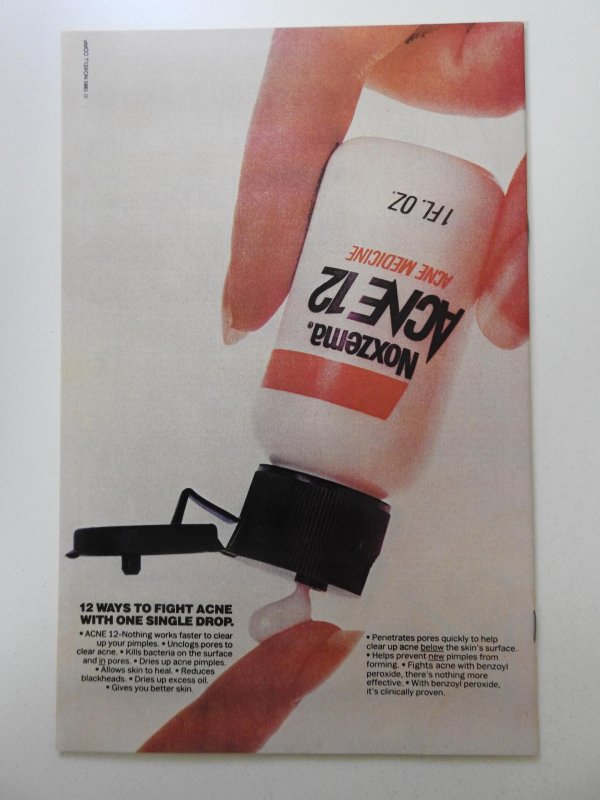 © 1985 NOXELL CORP.
1 FL. OZ.
ACNE MEDICINE
ACNE 12
Noxzema®
12 WAYS TO FIGHT ACNE
WITH ONE SINGLE DROP.
• ACNE 12-Nothing works faster to clear
up your pimples. • Unclogs pores to
clear acne. • Kills bacteria on the surface
and in pores. • Dries up acne pimples.
• Allows skin to heal. • Reduces
blackheads. • Dries up excess oil.
• Gives you better skin.
• Penetrates pores quickly to help
clear up acne below the skin's surface.
• Helps prevent new pimples from
forming. • Fights acne with benzoyl
peroxide, there's nothing more
effective. • With benzoyl peroxide,
it's clinically proven.